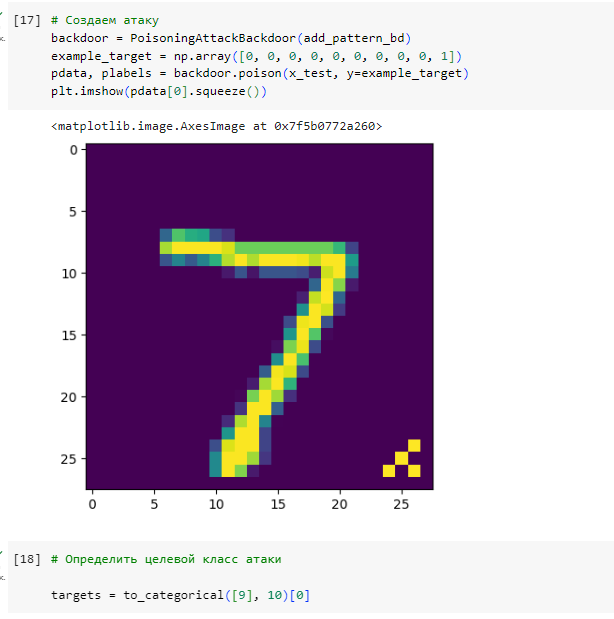 [17] # Создаем атаку
backdoor = PoisoningAttackBackdoor(add_pattern_bd)
example_target = np.array([0, 0, 0, 0, 0, 0, 0, 0, 0, 1])
pdata, plabels = backdoor.poison(x_test, y=example_target)
plt.imshow(pdata[0].squeeze())
<matplotlib.image.AxesImage at 0x7f5b0772a260>
0
5
10
15
20
25
0 5 10 15 20 25
[18] # Определить целевой класс атаки
targets = to_categorical([9], 10)[0]